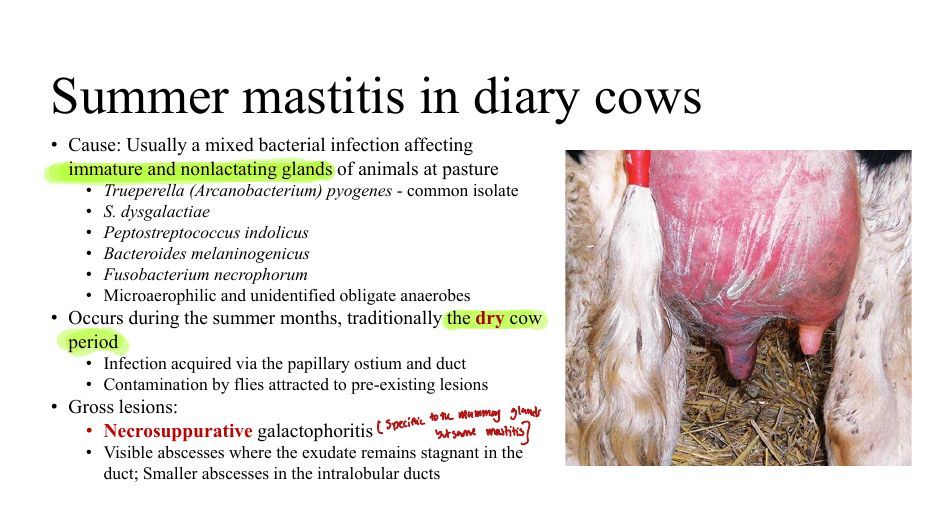 Summer mastitis in diary cows
• Cause: Usually a mixed bacterial infection affecting
immature and nonlactating glands of animals at pasture
• Trueperella (Arcanobacterium) pyogenes - common isolate
• S. dysgalactiae
• Peptostreptococcus indolicus
• Bacteroides melaninogenicus
• Fusobacterium necrophorum
• Microaerophilic and unidentified obligate anaerobes
• Occurs during the summer months, traditionally the dry cow
period
• Infection acquired via the papillary ostium and duct
• Contamination by flies attracted to pre-existing lesions
• Gross lesions:
• Necrosuppurative galactophoritis
[specific to the mammary glands
but same mastitis]
• Visible abscesses where the exudate remains stagnant in the
duct; Smaller abscesses in the intralobular ducts